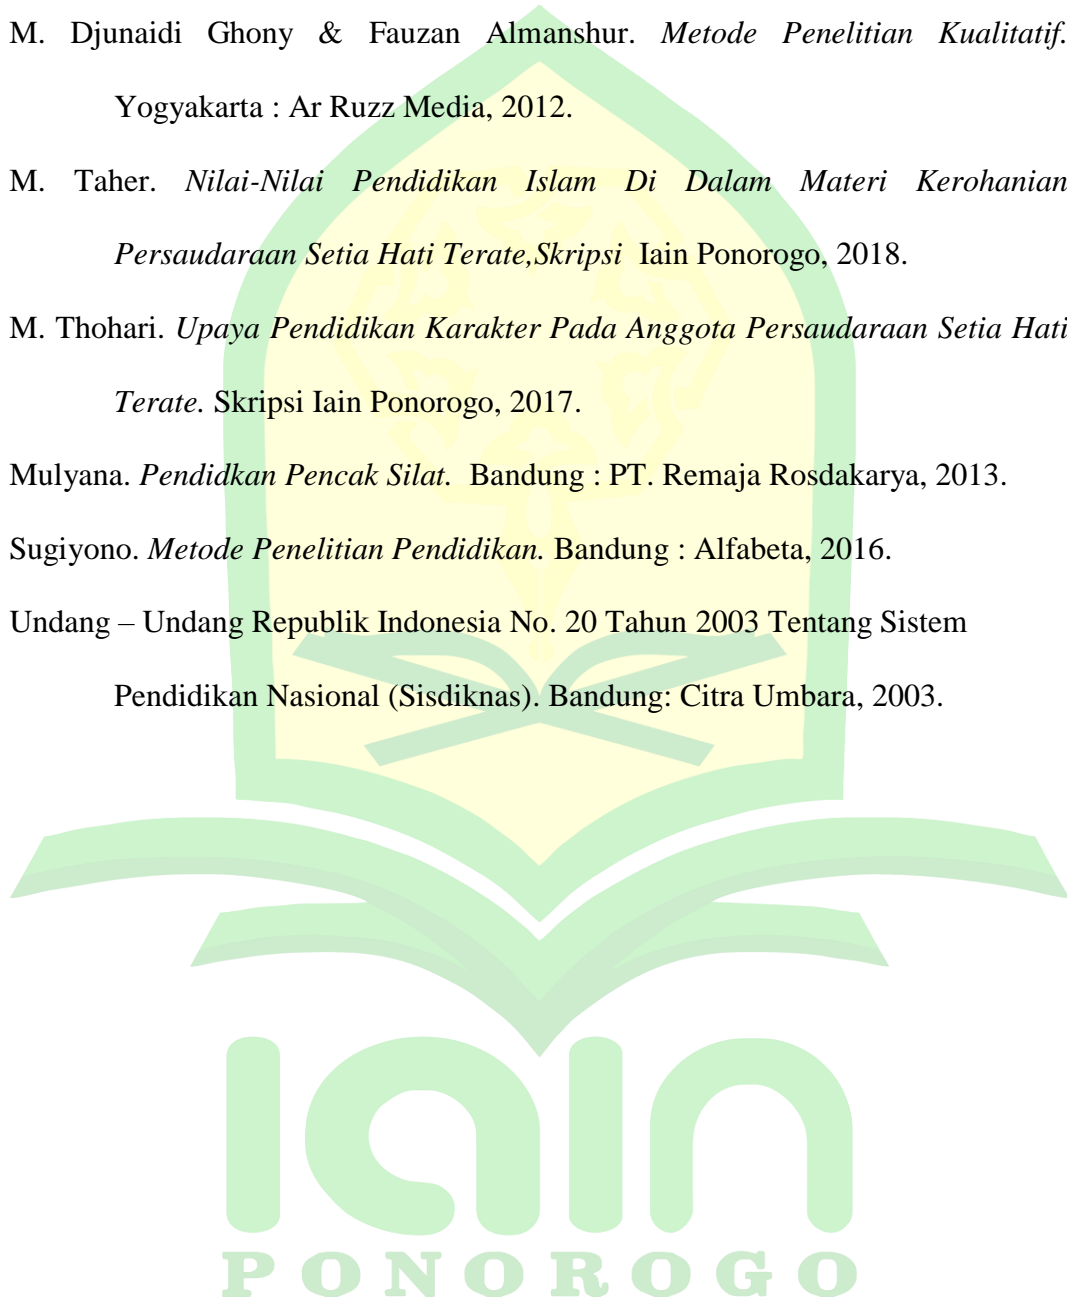 M. Djunaidi Ghony & Fauzan Almanshur. Metode Penelitian Kualitatif.
Yogyakarta : Ar Ruzz Media, 2012.
M. Taher. Nilai-Nilai Pendidikan Islam Di Dalam Materi Kerohanian
Persaudaraan Setia Hati Terate,Skripsi Iain Ponorogo, 2018.
M. Thohari. Upaya Pendidikan Karakter Pada Anggota Persaudaraan Setia Hati
Terate. Skripsi Iain Ponorogo, 2017.
Mulyana. Pendidkan Pencak Silat. Bandung : PT. Remaja Rosdakarya, 2013.
Sugiyono. Metode Penelitian Pendidikan. Bandung : Alfabeta, 2016.
Undang – Undang Republik Indonesia No. 20 Tahun 2003 Tentang Sistem
Pendidikan Nasional (Sisdiknas). Bandung: Citra Umbara, 2003.
IAIN
PONOROGO